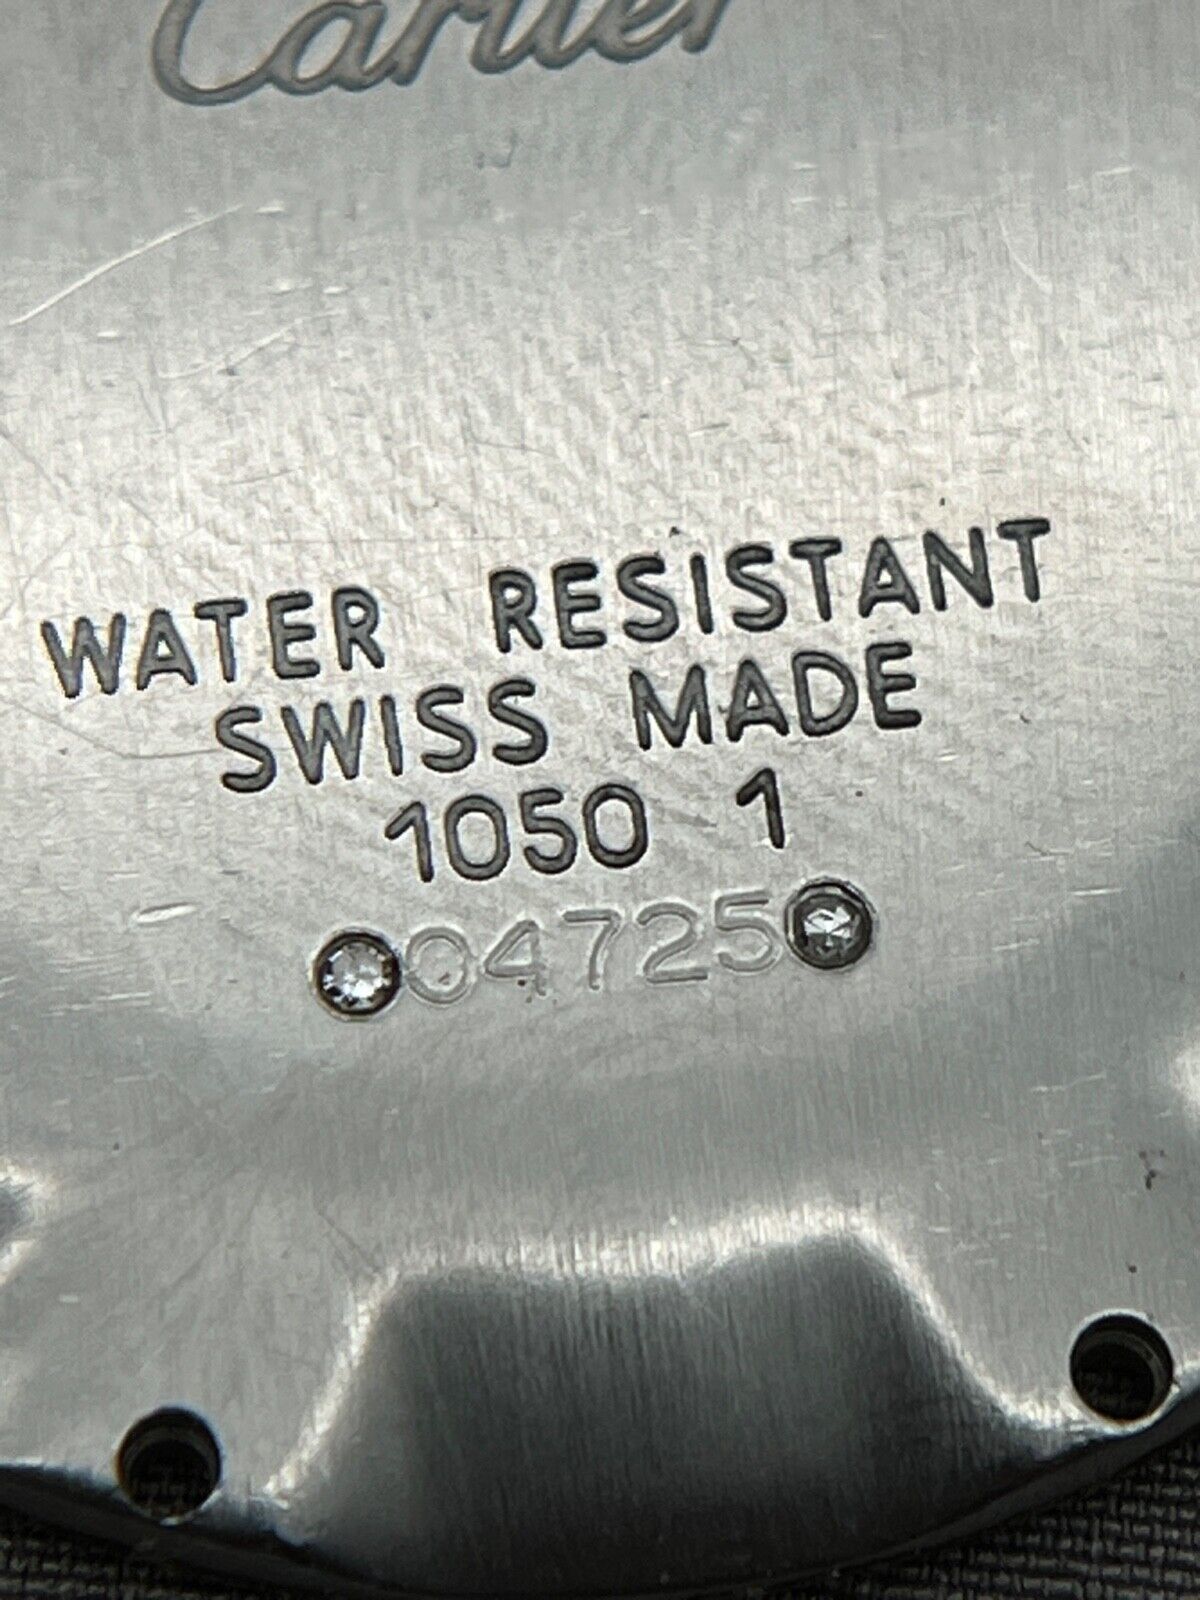 Cartier
WATER RESISTANT
SWISS MADE
1050 1
04725